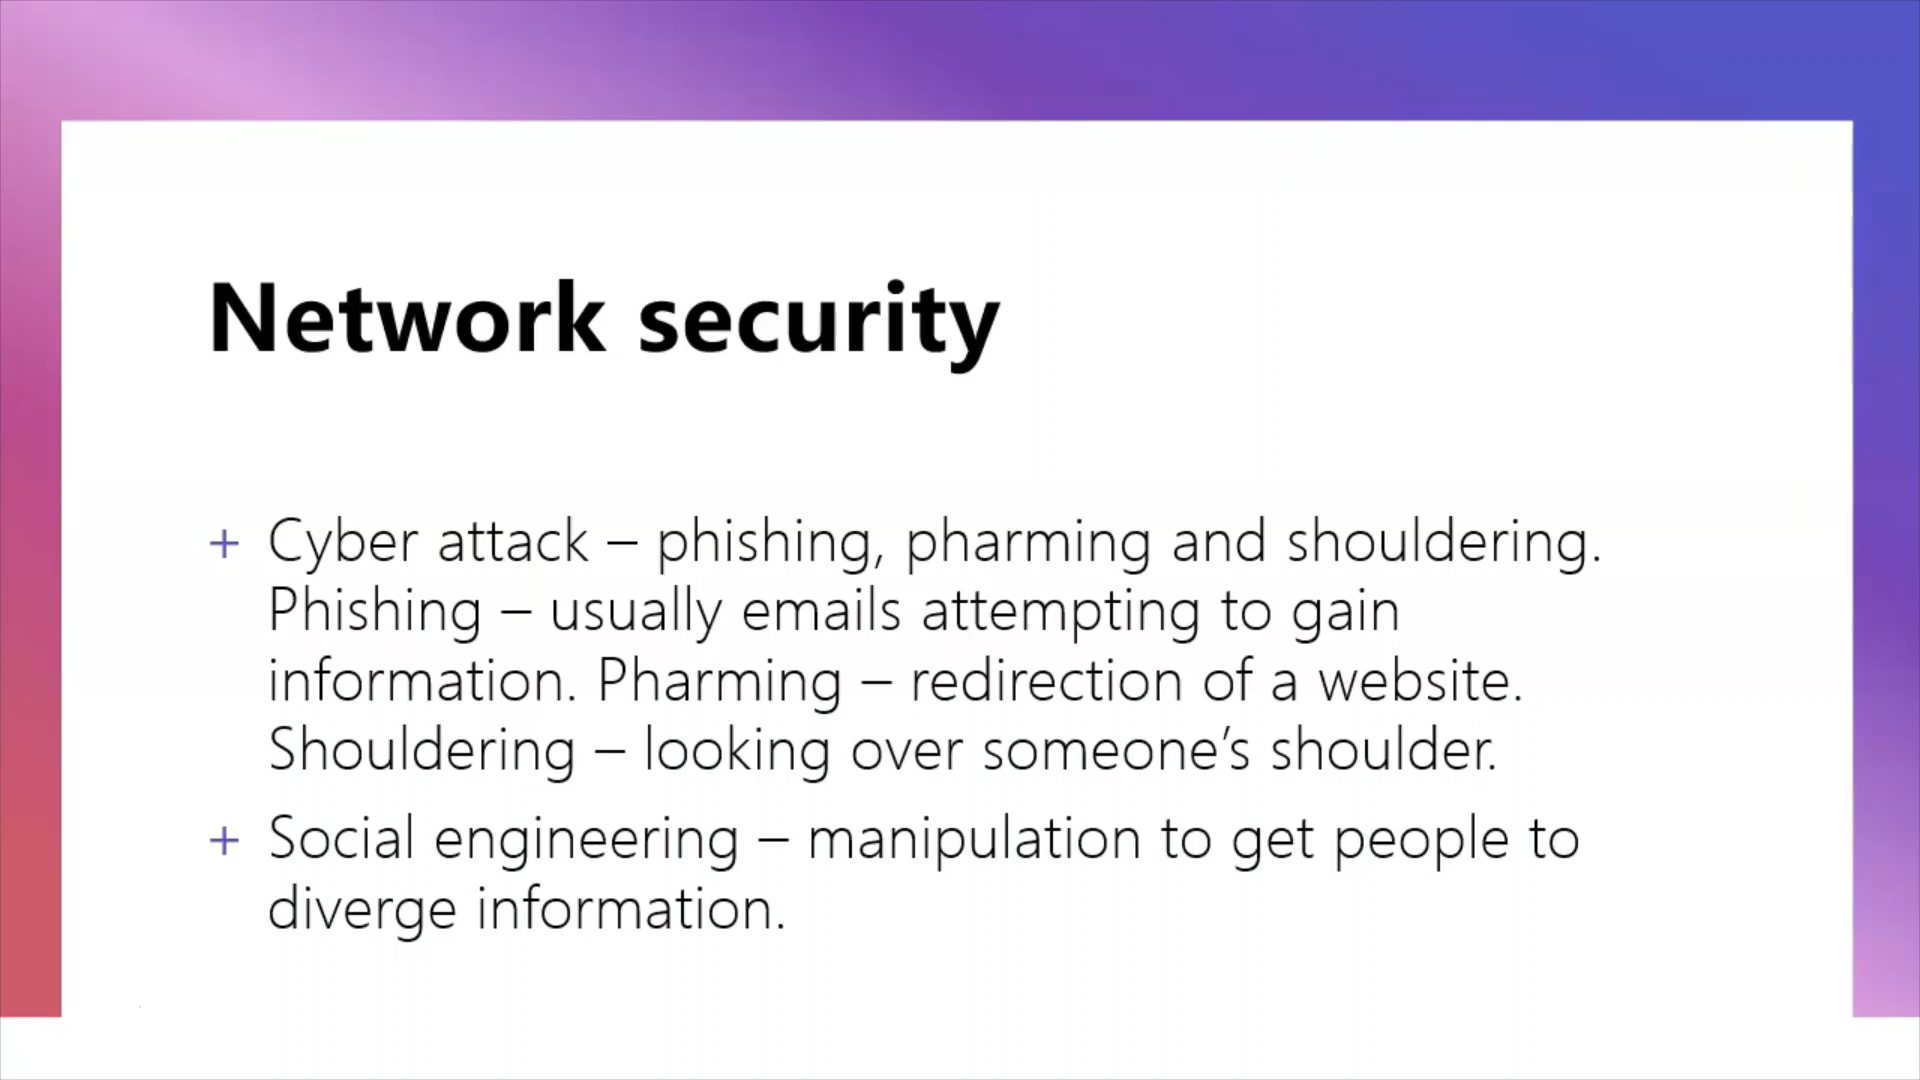 Network security
+ Cyber attack – phishing, pharming and shouldering.
Phishing – usually emails attempting to gain
information. Pharming – redirection of a website.
Shouldering – looking over someone’s shoulder.
+ Social engineering – manipulation to get people to
diverge information.